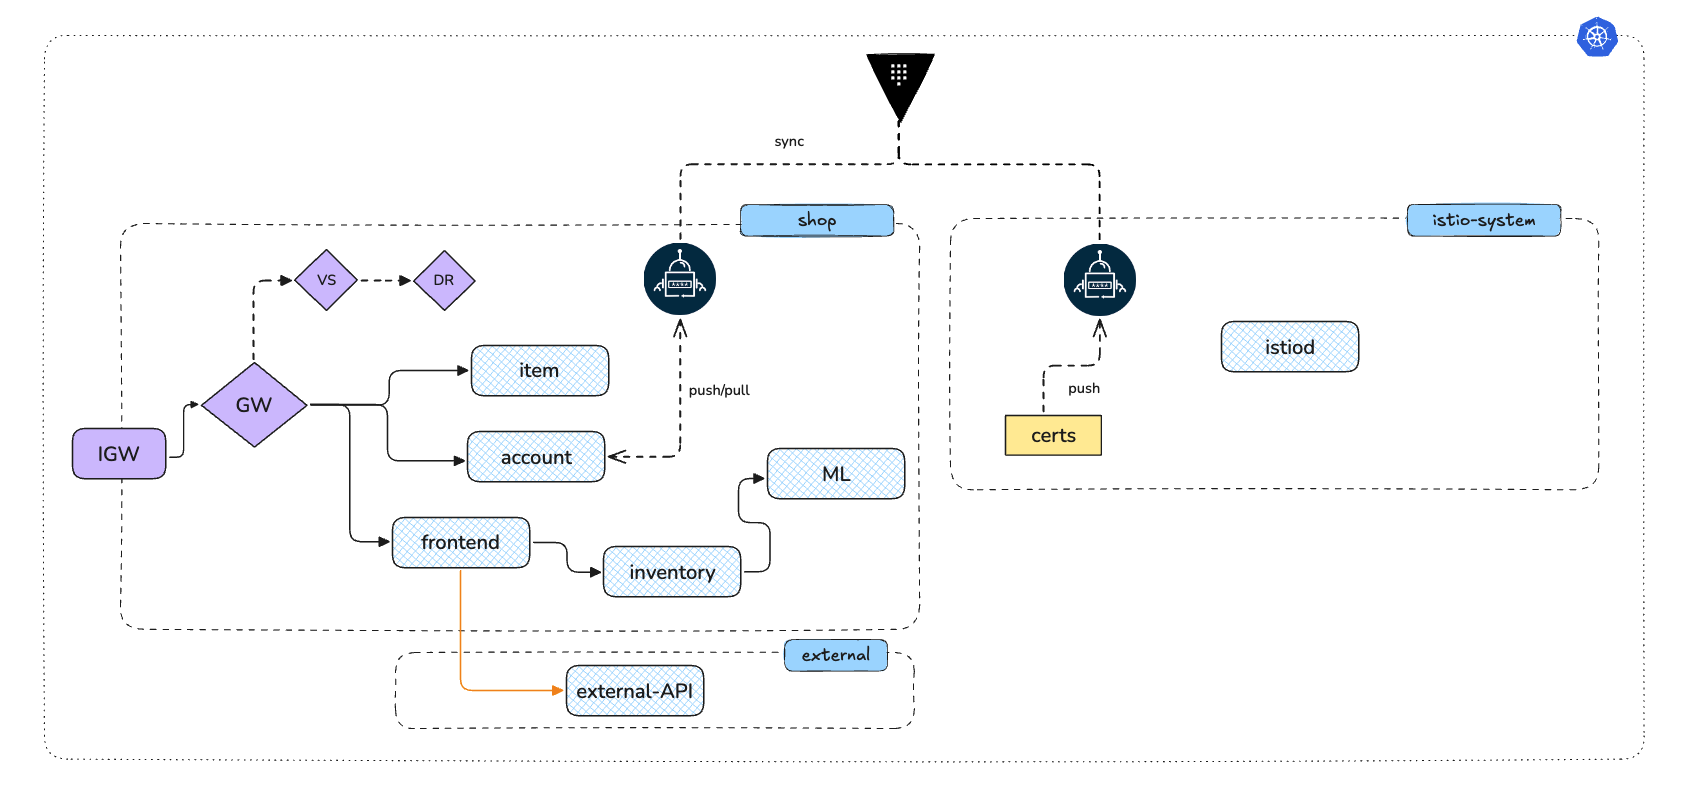 sync
shop
istio-system
VS
DR
item
istiod
push/pull
push
GW
certs
IGW
account
ML
frontend
inventory
external
external-API